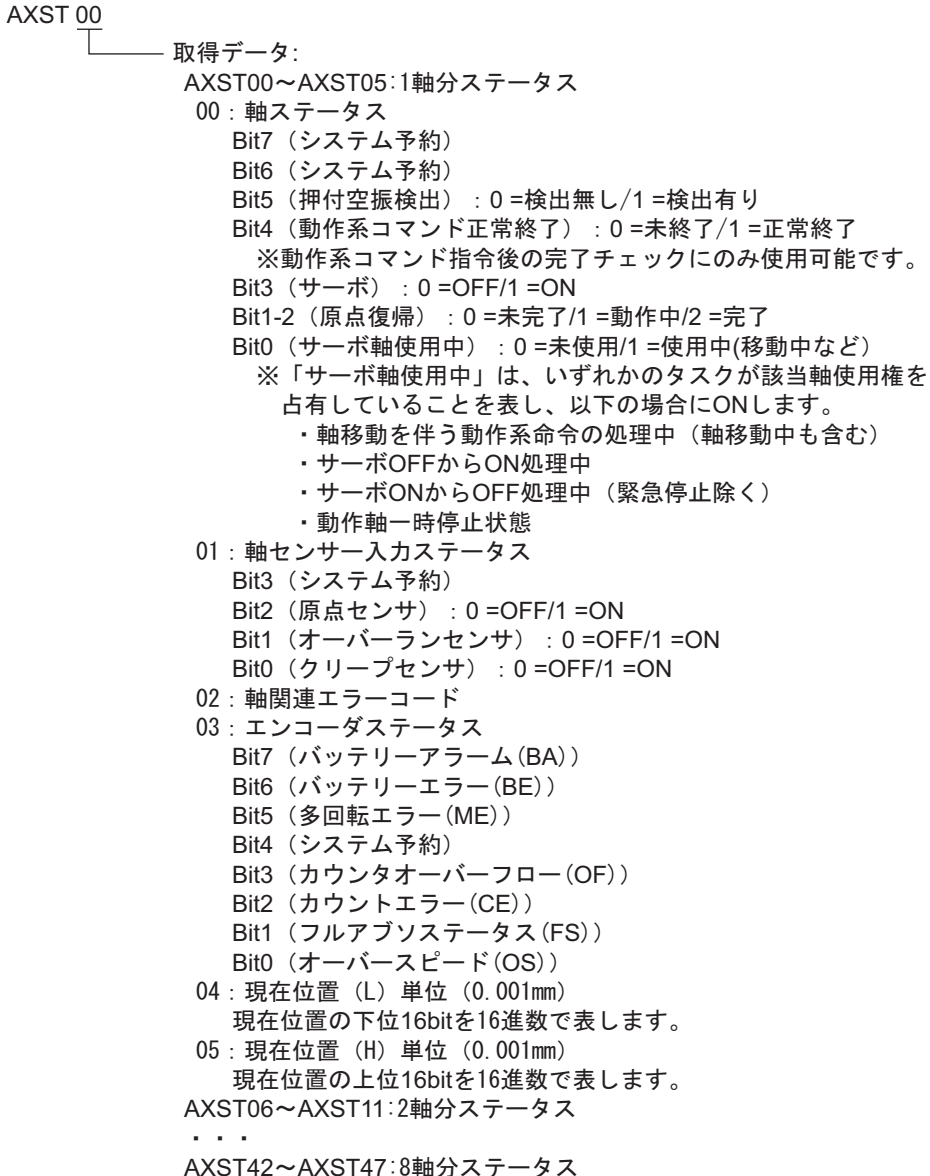 AXST 00
取得データ:
AXST00～AXST05:1軸分ステータス
00：軸ステータス
Bit7（システム予約）
Bit6（システム予約）
Bit5（押付空振検出）：0 =検出無し/1 =検出有り
Bit4（動作系コマンド正常終了）：0 =未終了/1 =正常終了
※動作系コマンド指令後の完了チェックにのみ使用可能です。
Bit3（サーボ）：0 =OFF/1 =ON
Bit1-2（原点復帰）：0 =未完了/1 =動作中/2 =完了
Bit0（サーボ軸使用中）：0 =未使用/1 =使用中(移動中など）
※「サーボ軸使用中」は、いずれかのタスクが該当軸使用権を
占有していることを表し、以下の場合にONします。
・軸移動を伴う動作系命令の処理中（軸移動中も含む）
・サーボOFFからON処理中
・サーボONからOFF処理中（緊急停止除く）
・動作軸一時停止状態
01：軸センサー入力ステータス
Bit3（システム予約）
Bit2（原点センサ）：0 =OFF/1 =ON
Bit1（オーバーランセンサ）：0 =OFF/1 =ON
Bit0（クリープセンサ）：0 =OFF/1 =ON
02：軸関連エラーコード
03：エンコーダステータス
Bit7（バッテリーアラーム(BA)）
Bit6（バッテリーエラー(BE)）
Bit5（多回転エラー(ME)）
Bit4（システム予約）
Bit3（カウンタオーバーフロー(OF)）
Bit2（カウントエラー(CE)）
Bit1（フルアブソステータス(FS)）
Bit0（オーバースピード(OS)）
04：現在位置（L）単位（0.001㎜）
現在位置の下位16bitを16進数で表します。
05：現在位置（H）単位（0.001㎜）
現在位置の上位16bitを16進数で表します。
AXST06～AXST11:2軸分ステータス
・・・
AXST42～AXST47:8軸分ステータス